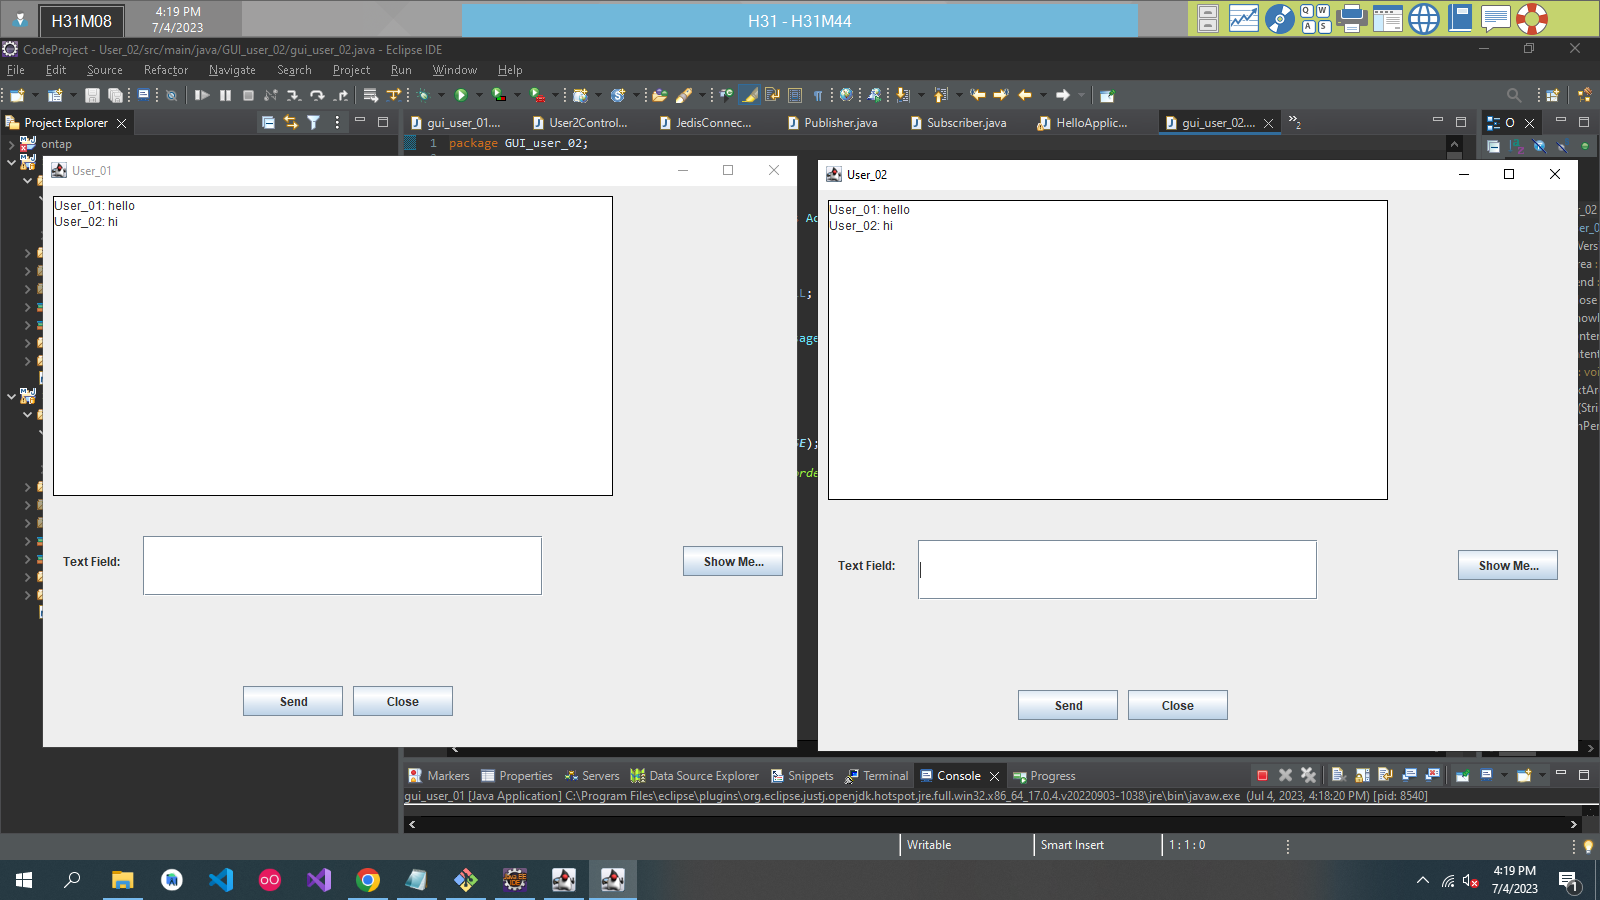 H31M08
4:19 PM
7/4/2023
H31 - H31M44
Q W
A S
CodeProject - User_02/src/main/java/GUI_user_02/gui_user_02.java - Eclipse IDE
File Edit Source Refactor Navigate Search Project Run Window Help
Project Explorer
gui_user_01....
User2Control...
JedisConnec...
Publisher.java
Subscriber.java
HelloApplic...
gui_user_02....
»2
O
ontap
1 package GUI_user_02;
User_01
User_01: hello
User_02: hi
Text Field:
Show Me...
Send
Close
User_02
User_01: hello
User_02: hi
Text Field:
Show Me...
Send
Close
Markers
Properties
Servers
Data Source Explorer
Snippets
Terminal
Console
Progress
gui_user_01 [Java Application] C:\Program Files\eclipse\plugins\org.eclipse.justj.openjdk.hotspot.jre.full.win32.x86_64_17.0.4.v20220903-1038\jre\bin\javaw.exe (Jul 4, 2023, 4:18:20 PM) [pid: 8540]
Writable
Smart Insert
1 : 1 : 0
4:19 PM
7/4/2023
1